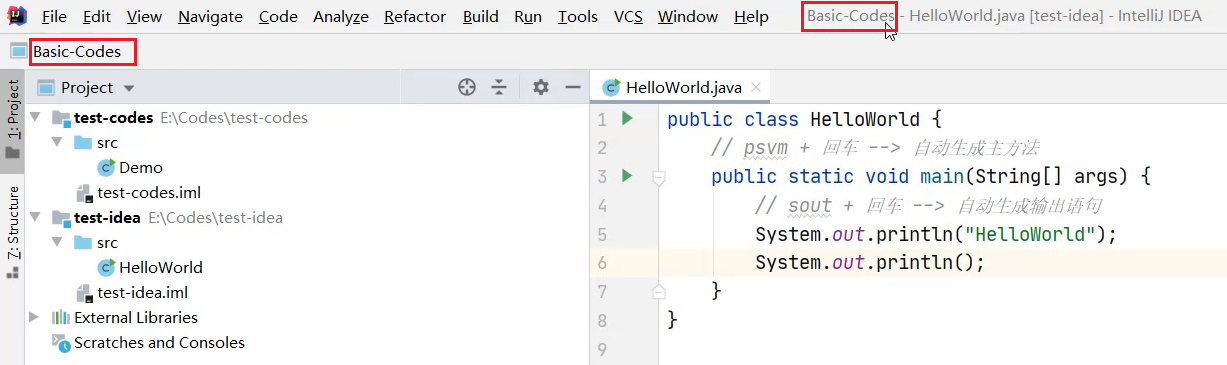 File Edit View Navigate Code Analyze Refactor Build Run Tools VCS Window Help Basic-Codes - HelloWorld.java [test-idea] - IntelliJ IDEA
Basic-Codes
1: Project
Z: Structure
Project
test-codes E:\Codes\test-codes
src
Demo
test-codes.iml
test-idea E:\Codes\test-idea
src
HelloWorld
test-idea.iml
External Libraries
Scratches and Consoles
HelloWorld.java
1 public class HelloWorld {
2 // psvm + 回车 --> 自动生成主方法
3 public static void main(String[] args) {
4 // sout + 回车 --> 自动生成输出语句
5 System.out.println("HelloWorld");
6 System.out.println();
7 }
8 }
9